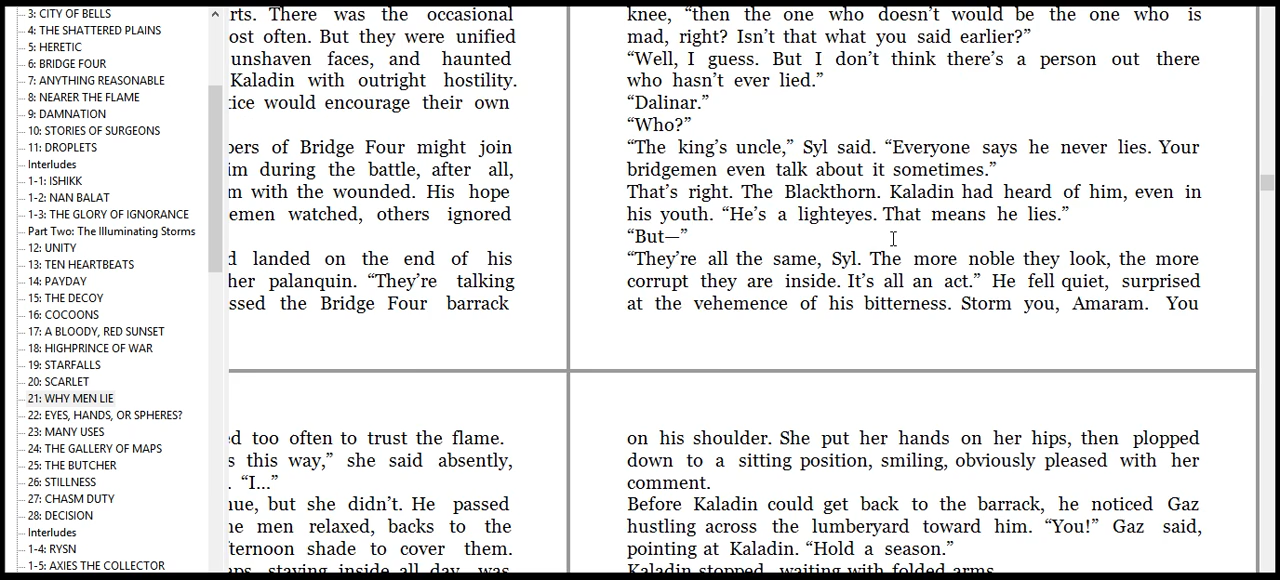 3: CITY OF BELLS
4: THE SHATTERED PLAINS
5: HERETIC
6: BRIDGE FOUR
7: ANYTHING REASONABLE
8: NEARER THE FLAME
9: DAMNATION
10: STORIES OF SURGEONS
11: DROPLETS
Interludes
1-1: ISHIKK
1-2: NAN BALAT
1-3: THE GLORY OF IGNORANCE
Part Two: The Illuminating Storms
12: UNITY
13: TEN HEARTBEATS
14: PAYDAY
15: THE DECOY
16: COCOONS
17: A BLOODY, RED SUNSET
18: HIGHPRINCE OF WAR
19: STARFALLS
20: SCARLET
21: WHY MEN LIE
22: EYES, HANDS, OR SPHERES?
23: MANY USES
24: THE GALLERY OF MAPS
25: THE BUTCHER
26: STILLNESS
27: CHASM DUTY
28: DECISION
Interludes
1-4: RYSN
1-5: AXIES THE COLLECTOR
rts. There was the occasional
ost often. But they were unified
unshaven faces, and haunted
Kaladin with outright hostility.
tice would encourage their own
bers of Bridge Four might join
im during the battle, after all,
m with the wounded. His hope
emen watched, others ignored
d landed on the end of his
her palanquin. “They’re talking
ssed the Bridge Four barrack
knee, “then the one who doesn’t would be the one who is
mad, right? Isn’t that what you said earlier?”
“Well, I guess. But I don’t think there’s a person out there
who hasn’t ever lied.”
“Dalinar.”
“Who?”
“The king’s uncle,” Syl said. “Everyone says he never lies. Your
bridgemen even talk about it sometimes.”
That’s right. The Blackthorn. Kaladin had heard of him, even in
his youth. “He’s a lighteyes. That means he lies.”
“But—”
“They’re all the same, Syl. The more noble they look, the more
corrupt they are inside. It’s all an act.” He fell quiet, surprised
at the vehemence of his bitterness. Storm you, Amaram. You
ed too often to trust the flame.
s this way,” she said absently,
. “I...”
nue, but she didn’t. He passed
he men relaxed, backs to the
fternoon shade to cover them.
aps, staying inside all day, was
on his shoulder. She put her hands on her hips, then plopped
down to a sitting position, smiling, obviously pleased with her
comment.
Before Kaladin could get back to the barrack, he noticed Gaz
hustling across the lumberyard toward him. “You!” Gaz said,
pointing at Kaladin. “Hold a season.”
Kaladin stopped, waiting with folded arms.